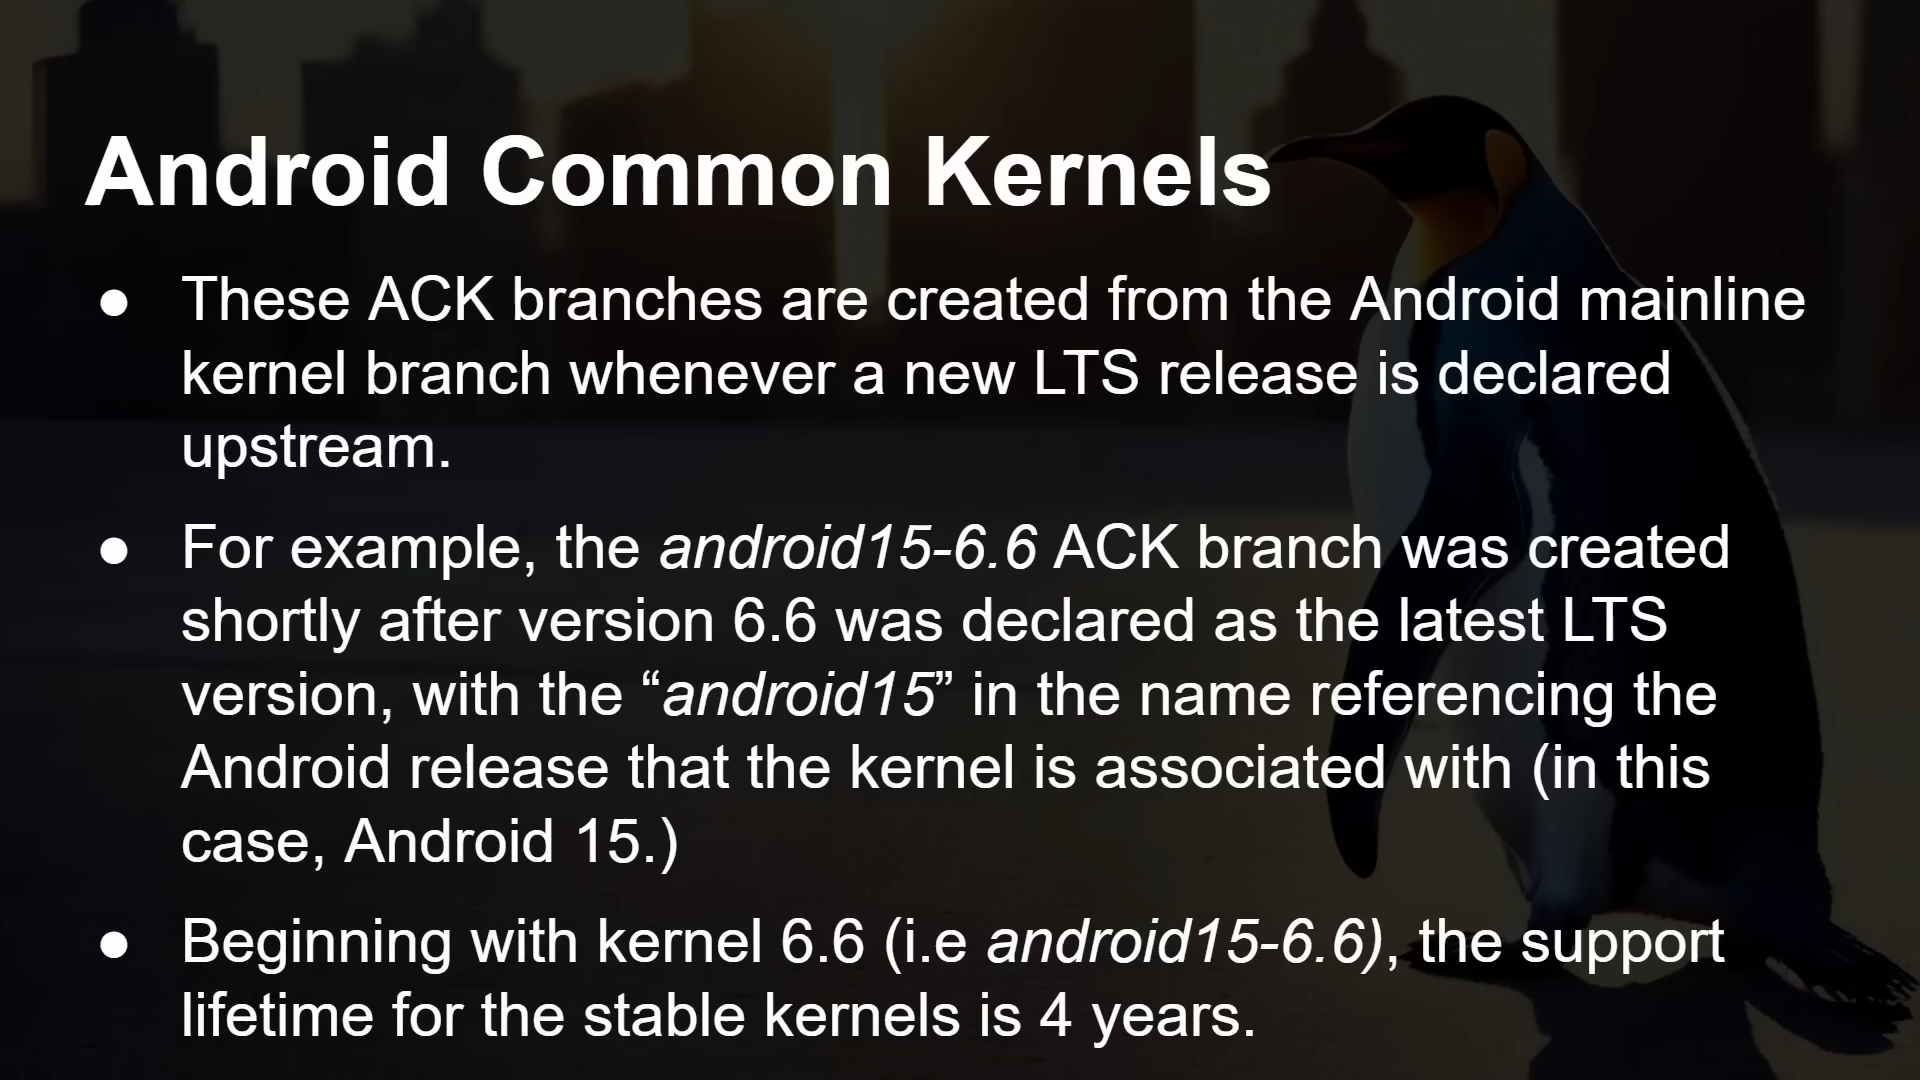 Android Common Kernels
● These ACK branches are created from the Android mainline
kernel branch whenever a new LTS release is declared
upstream.
● For example, the android15-6.6 ACK branch was created
shortly after version 6.6 was declared as the latest LTS
version, with the “android15” in the name referencing the
Android release that the kernel is associated with (in this
case, Android 15.)
● Beginning with kernel 6.6 (i.e android15-6.6), the support
lifetime for the stable kernels is 4 years.